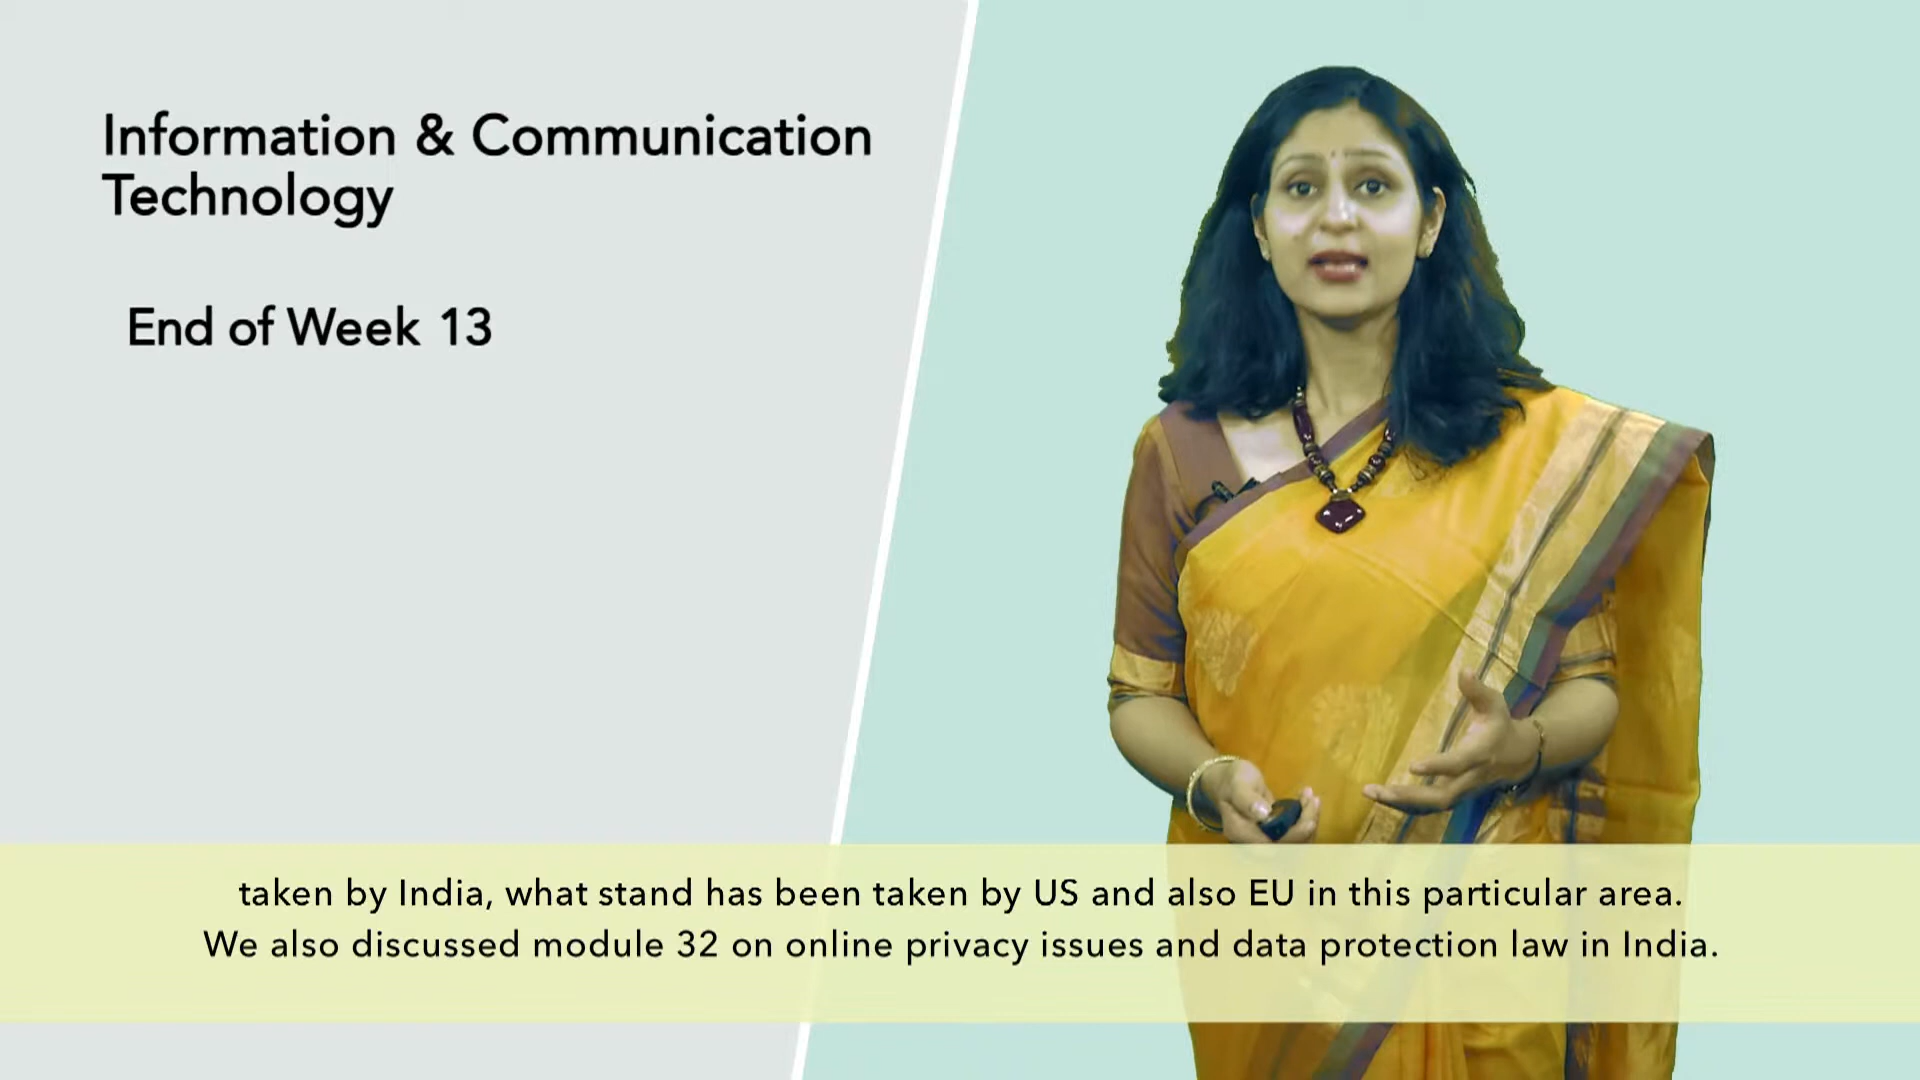 Information & Communication
Technology
End of Week 13
taken by India, what stand has been taken by US and also EU in this particular area.
We also discussed module 32 on online privacy issues and data protection law in India.